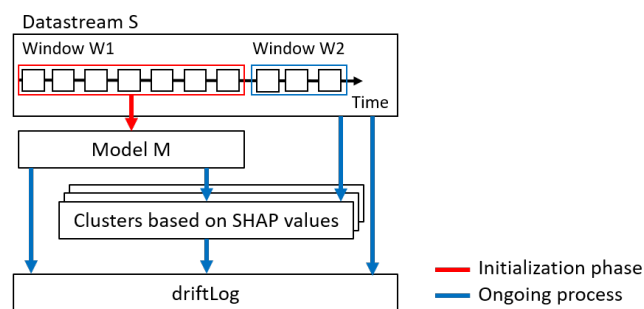 Datastream S
Window W1
Window W2
Time
Model M
Clusters based on SHAP values
driftLog
Initialization phase
Ongoing process